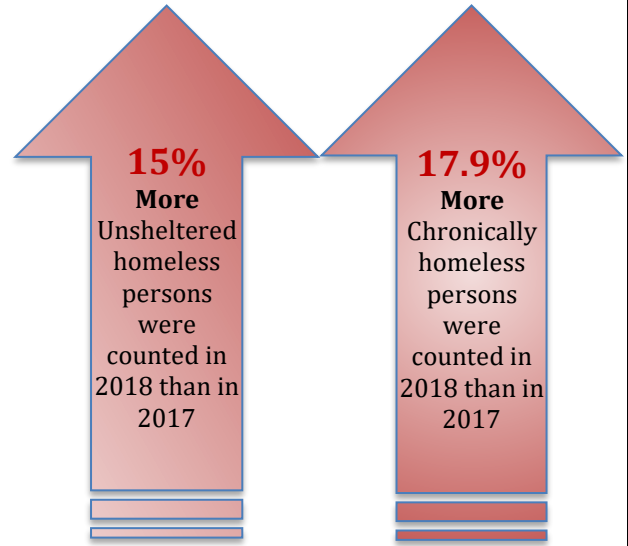 15%
More
Unsheltered
homeless
persons
were
counted in
2018 than in
2017
17.9%
More
Chronically
homeless
persons
were
counted in
2018 than in
2017